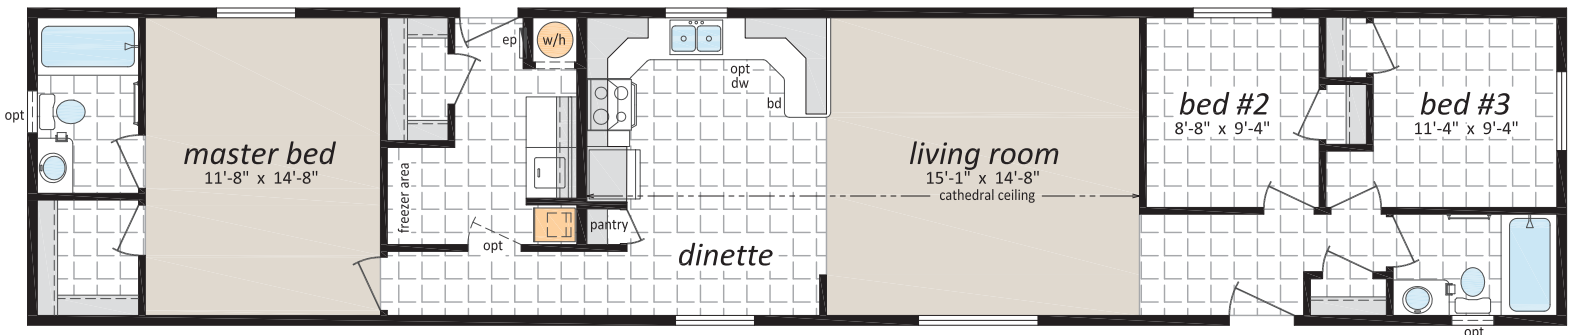 opt
master bed
11'-8" x 14'-8"
freezer area
ep
w/h
opt
pantry
opt
dw
bd
dinette
living room
15'-1" x 14'-8"
cathedral ceiling
bed #2
8'-8" x 9'-4"
bed #3
11'-4" x 9'-4"
opt